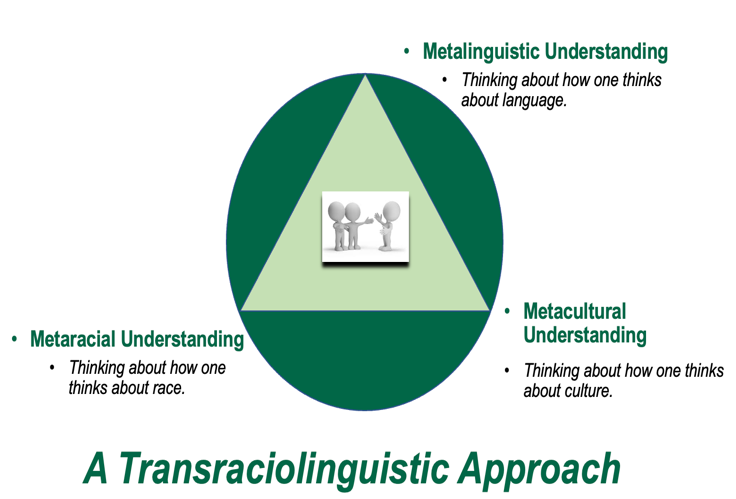 • Metalinguistic Understanding
• Thinking about how one thinks
about language.
• Metaracial Understanding
• Thinking about how one
thinks about race.
• Metacultural
Understanding
• Thinking about how one thinks
about culture.
A Transraciolinguistic Approach